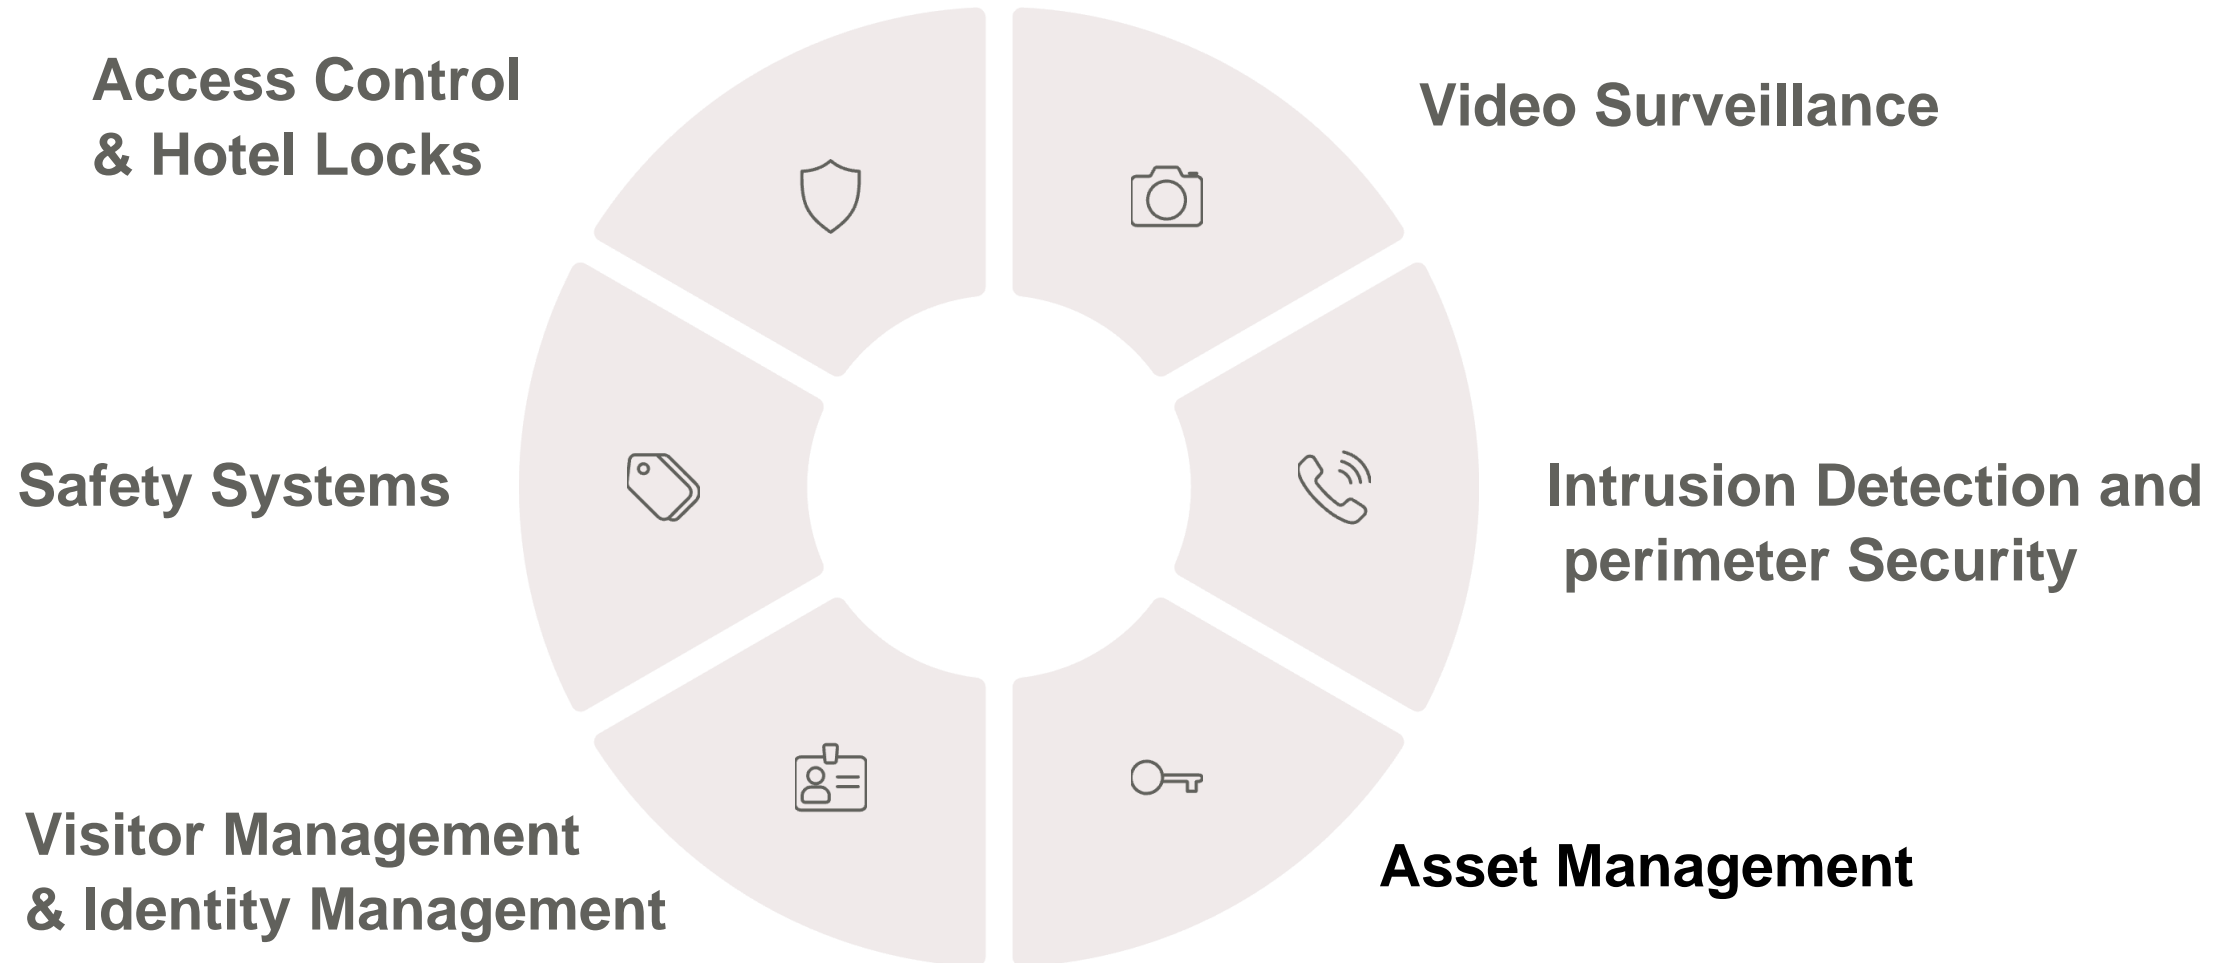 Access Control
& Hotel Locks
Video Surveillance
Safety Systems
Intrusion Detection and
perimeter Security
Visitor Management
& Identity Management
Asset Management